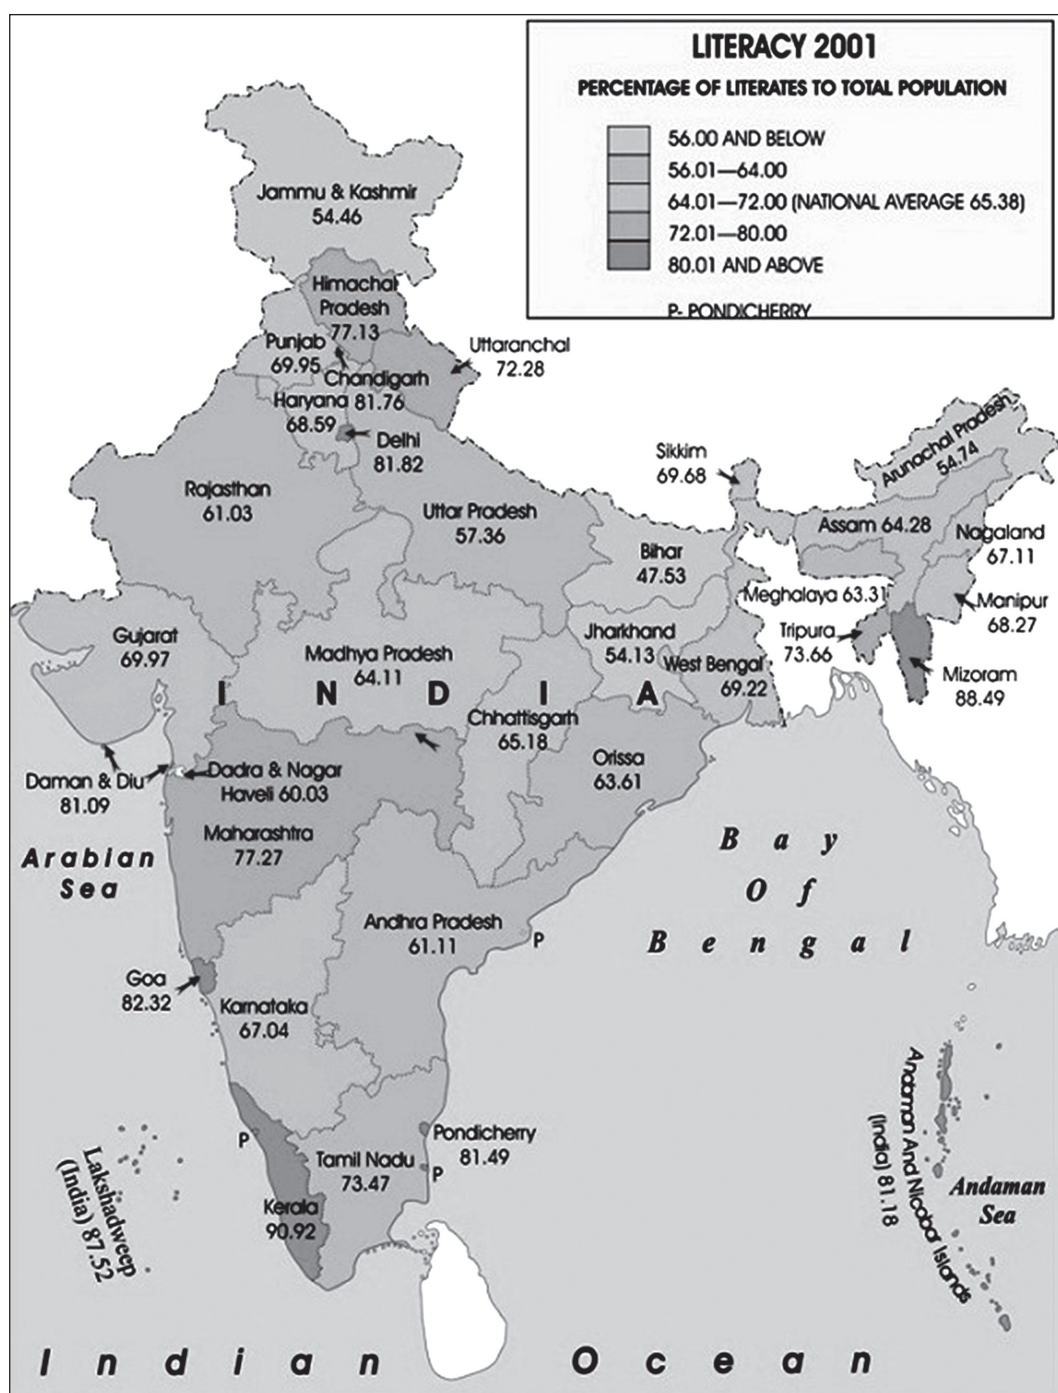 LITERACY 2001
PERCENTAGE OF LITERATES TO TOTAL POPULATION
56.00 AND BELOW
56.01—64.00
64.01—72.00 (NATIONAL AVERAGE 65.38)
72.01—80.00
80.01 AND ABOVE
P- PONDICHERRY
Jammu & Kashmir
54.46
Himachal
Pradesh
77.13
Punjab
69.95
Uttaranchal
72.28
Chandigarh
81.76
Haryana
68.59
Delhi
81.82
Rajasthan
61.03
Uttar Pradesh
57.36
Sikkim
69.68
Arunachal Pradesh
54.74
Assam 64.28
Nagaland
67.11
Bihar
47.53
Meghalaya 63.31
Manipur
68.27
Tripura
73.66
Mizoram
88.49
Gujarat
69.97
Madhya Pradesh
64.11
Jharkhand
54.13
West Bengal
69.22
I N D I A
Chhattisgarh
65.18
Orissa
63.61
Daman & Diu
81.09
Dadra & Nagar
Haveli 60.03
Maharashtra
77.27
Arabian
Sea
Bay
Of
Bengal
Andhra Pradesh
61.11
P
Goa
82.32
Karnataka
67.04
P
Pondicherry
81.49
Tamil Nadu
73.47
P
Kerala
90.92
Lakshadweep
(India) 87.52
Andaman And Nicobar Islands
(India) 81.18
Andaman
Sea
Indian Ocean